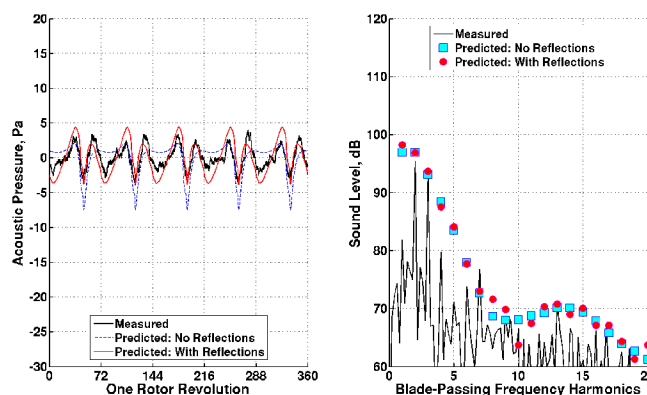 20
15
10
5
0
-5
-10
-15
-20
-25
-30
Acoustic Pressure, Pa
Measured
Predicted: No Reflections
Predicted: With Reflections
0 72 144 216 288 360
One Rotor Revolution
120
110
100
90
80
70
60
Sound Level, dB
Measured
Predicted: No Reflections
Predicted: With Reflections
0 5 10 15 20
Blade-Passing Frequency Harmonics